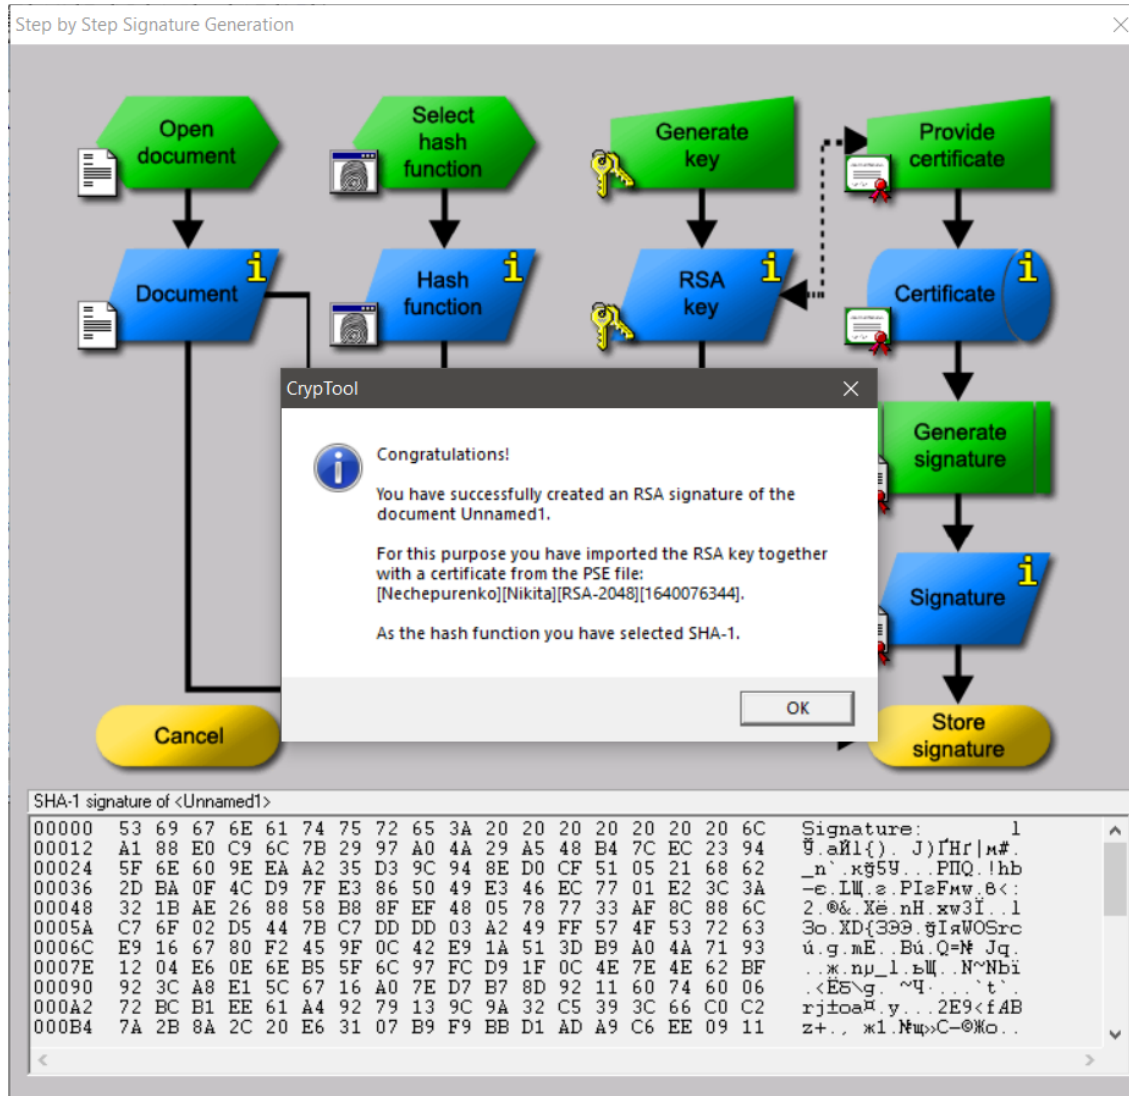 Step by Step Signature Generation
Open
document
Select
hash
function
Generate
key
Provide
certificate
Document
Hash
function
RSA
key
Certificate
Generate
signature
Signature
Store
signature
Cancel
CrypTool
Congratulations!
You have successfully created an RSA signature of the
document Unnamed1.
For this purpose you have imported the RSA key together
with a certificate from the PSE file:
[Nechepurenko][Nikita][RSA-2048][1640076344].
As the hash function you have selected SHA-1.
OK
SHA-1 signature of <Unnamed1>
00000 53 69 67 6E 61 74 75 72 65 3A 20 20 20 20 20 20 20 6C Signature: l
00012 A1 88 E0 C9 6C 7B 29 97 A0 4A 29 A5 48 B4 7C EC 23 94
00024 5F 6E 60 9E EA A2 35 D3 9C 94 8E D0 CF 51 05 21 68 62
00036 2D BA 0F 4C D9 7F E3 86 50 49 E3 46 EC 77 01 E2 3C 3A
00048 32 1B AE 26 88 58 B8 8F EF 48 05 78 77 33 AF 8C 88 6C
0005A C7 6F 02 D5 44 7B C7 DD DD 03 A2 49 FF 57 4F 53 72 63
0006C E9 16 67 80 F2 45 9F 0C 42 E9 1A 51 3D B9 A0 4A 71 93
0007E 12 04 E6 0E 6E B5 5F 6C 97 FC D9 1F 0C 4E 7E 4E 62 BF
00090 92 3C A8 E1 5C 67 16 A0 7E D7 B7 8D 92 11 60 74 60 06
000A2 72 BC B1 EE 61 A4 92 79 13 9C 9A 32 C5 39 3C 66 C0 C2
000B4 7A 2B 8A 2C 20 E6 31 07 B9 F9 BB D1 AD A9 C6 EE 09 11